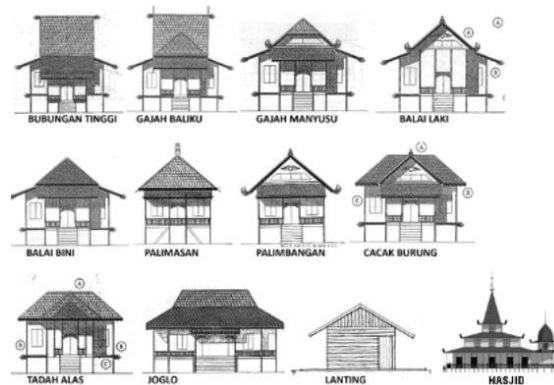 BUBUNGAN TINGGI
GAJAH BALIKU
GAJAH MANYUSU
BALAI LAKI
A
A
B
BALAI BINI
PALIMASAN
PALIMBANGAN
CACAK BURUNG
A
C
B
TADAH ALAS
JOGLO
LANTING
MASJID
A